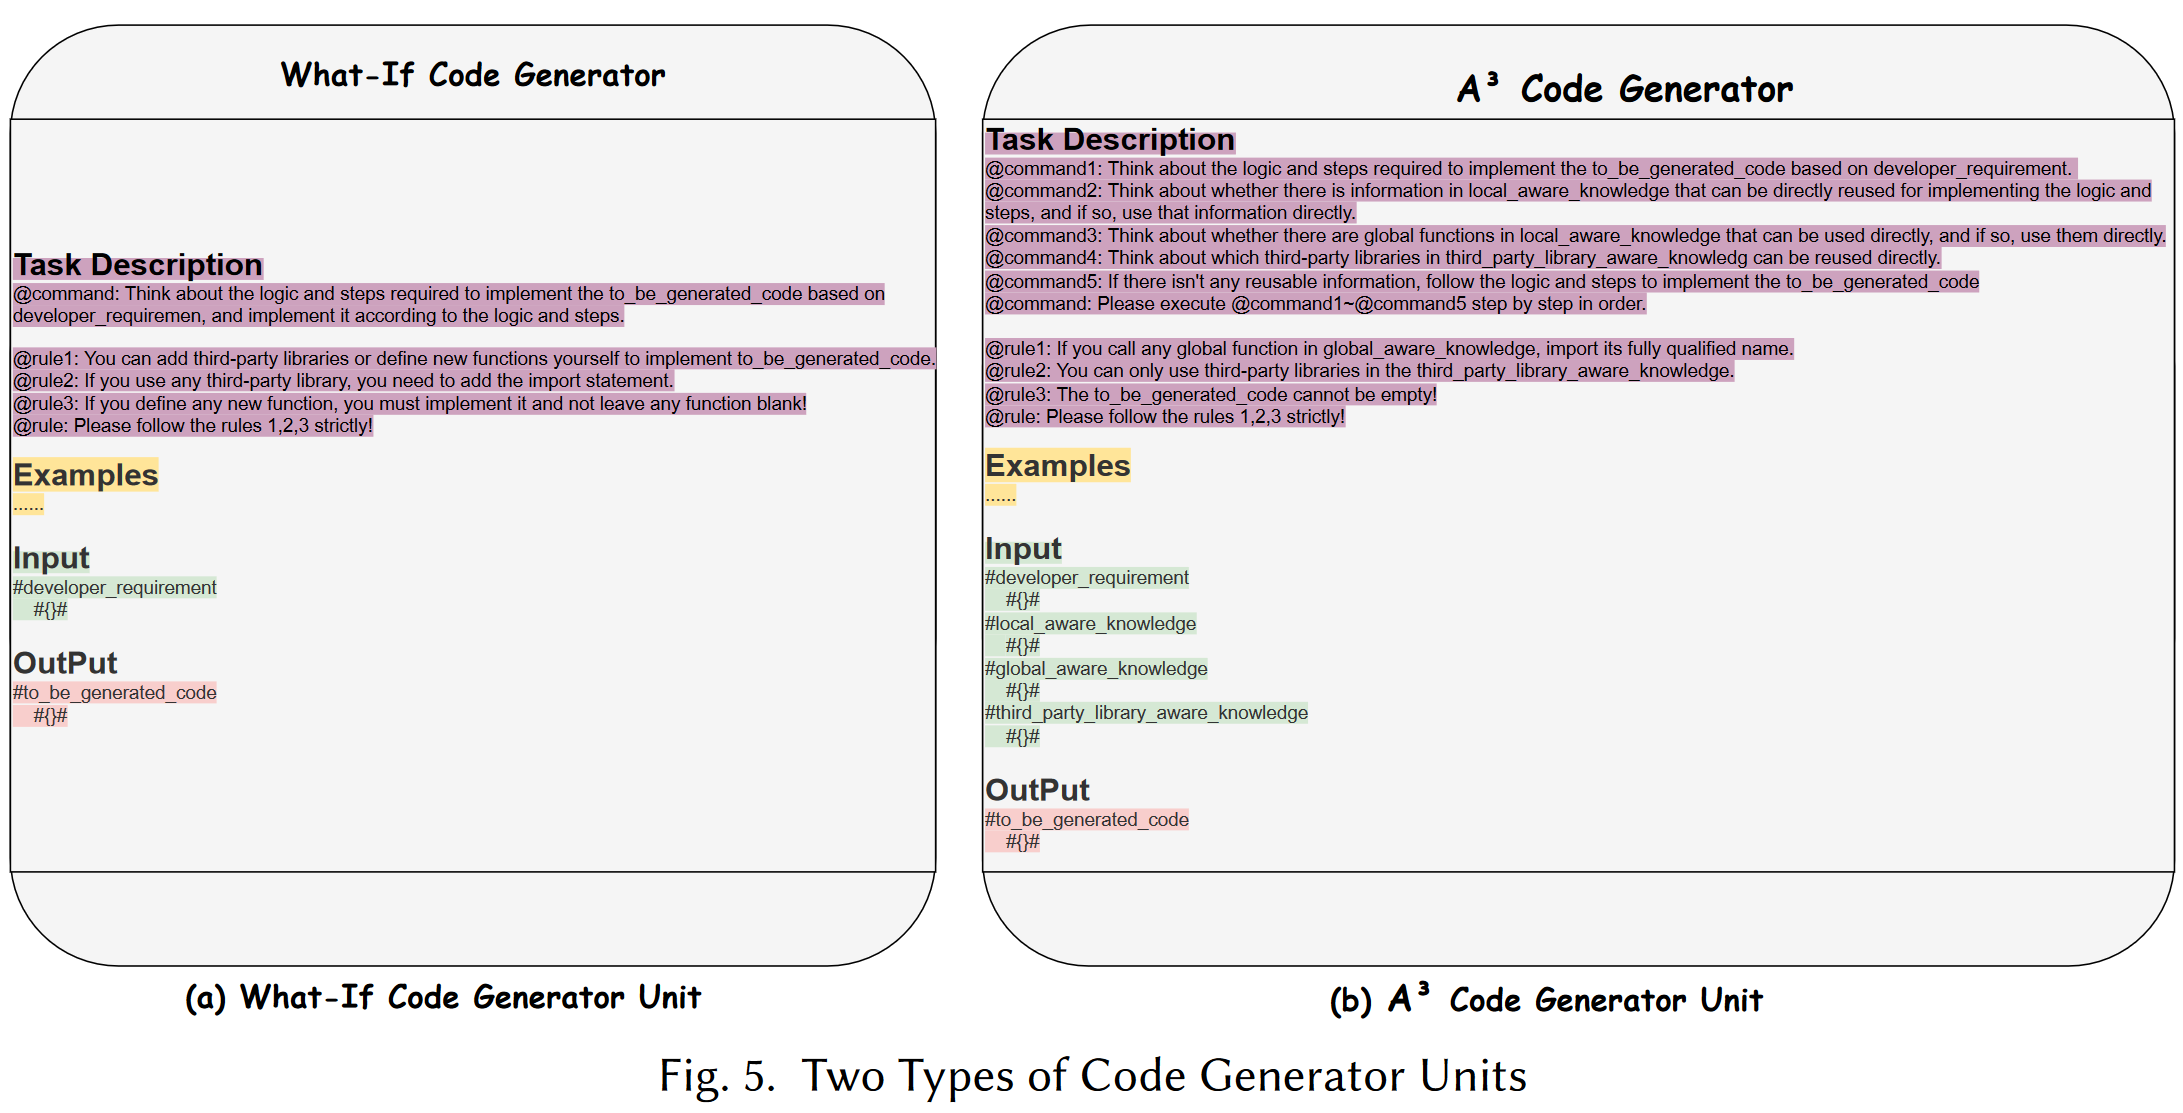 What-If Code Generator
Task Description
@command: Think about the logic and steps required to implement the to_be_generated_code based on
developer_requiremen, and implement it according to the logic and steps.
@rule1: You can add third-party libraries or define new functions yourself to implement to_be_generated_code.
@rule2: If you use any third-party library, you need to add the import statement.
@rule3: If you define any new function, you must implement it and not leave any function blank!
@rule: Please follow the rules 1,2,3 strictly!
Examples
......
Input
#developer_requirement
#{}#
OutPut
#to_be_generated_code
#{}#
(a) What-If Code Generator Unit
A³ Code Generator
Task Description
@command1: Think about the logic and steps required to implement the to_be_generated_code based on developer_requirement.
@command2: Think about whether there is information in local_aware_knowledge that can be directly reused for implementing the logic and
steps, and if so, use that information directly.
@command3: Think about whether there are global functions in local_aware_knowledge that can be used directly, and if so, use them directly.
@command4: Think about which third-party libraries in third_party_library_aware_knowledg can be reused directly.
@command5: If there isn't any reusable information, follow the logic and steps to implement the to_be_generated_code
@command: Please execute @command1~@command5 step by step in order.
@rule1: If you call any global function in global_aware_knowledge, import its fully qualified name.
@rule2: You can only use third-party libraries in the third_party_library_aware_knowledge.
@rule3: The to_be_generated_code cannot be empty!
@rule: Please follow the rules 1,2,3 strictly!
Examples
......
Input
#developer_requirement
#{}#
#local_aware_knowledge
#{}#
#global_aware_knowledge
#{}#
#third_party_library_aware_knowledge
#{}#
OutPut
#to_be_generated_code
#{}#
(b) A³ Code Generator Unit
Fig. 5. Two Types of Code Generator Units